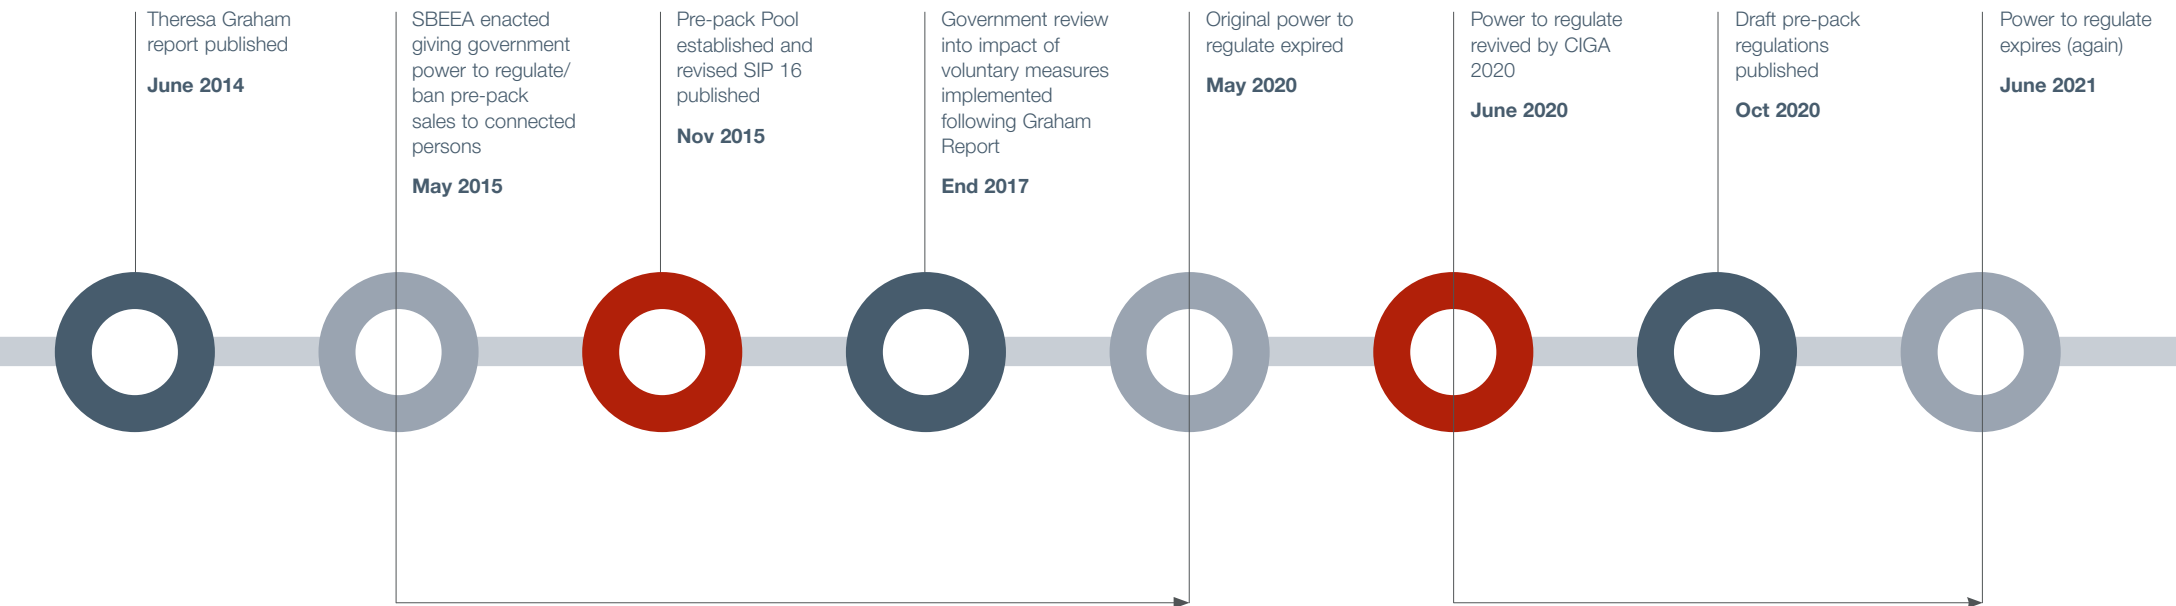 Theresa Graham
report published
June 2014
SBEEA enacted
giving government
power to regulate/
ban pre-pack
sales to connected
persons
May 2015
Pre-pack Pool
established and
revised SIP 16
published
Nov 2015
Government review
into impact of
voluntary measures
implemented
following Graham
Report
End 2017
Original power to
regulate expired
May 2020
Power to regulate
revived by CIGA
2020
June 2020
Draft pre-pack
regulations
published
Oct 2020
Power to regulate
expires (again)
June 2021